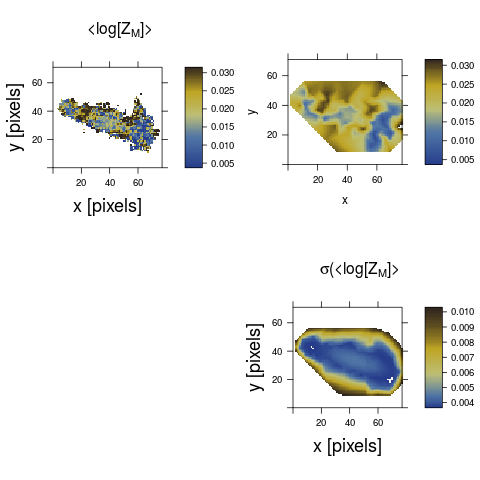 <log[Z_M]>
60
40
20
20 40 60
x [pixels]
y [pixels]
0.030
0.025
0.020
0.015
0.010
0.005
60
40
20
20 40 60
x
y
0.030
0.025
0.020
0.015
0.010
0.005
σ(<log[Z_M]>
60
40
20
20 40 60
x [pixels]
y [pixels]
0.010
0.009
0.008
0.007
0.006
0.005
0.004